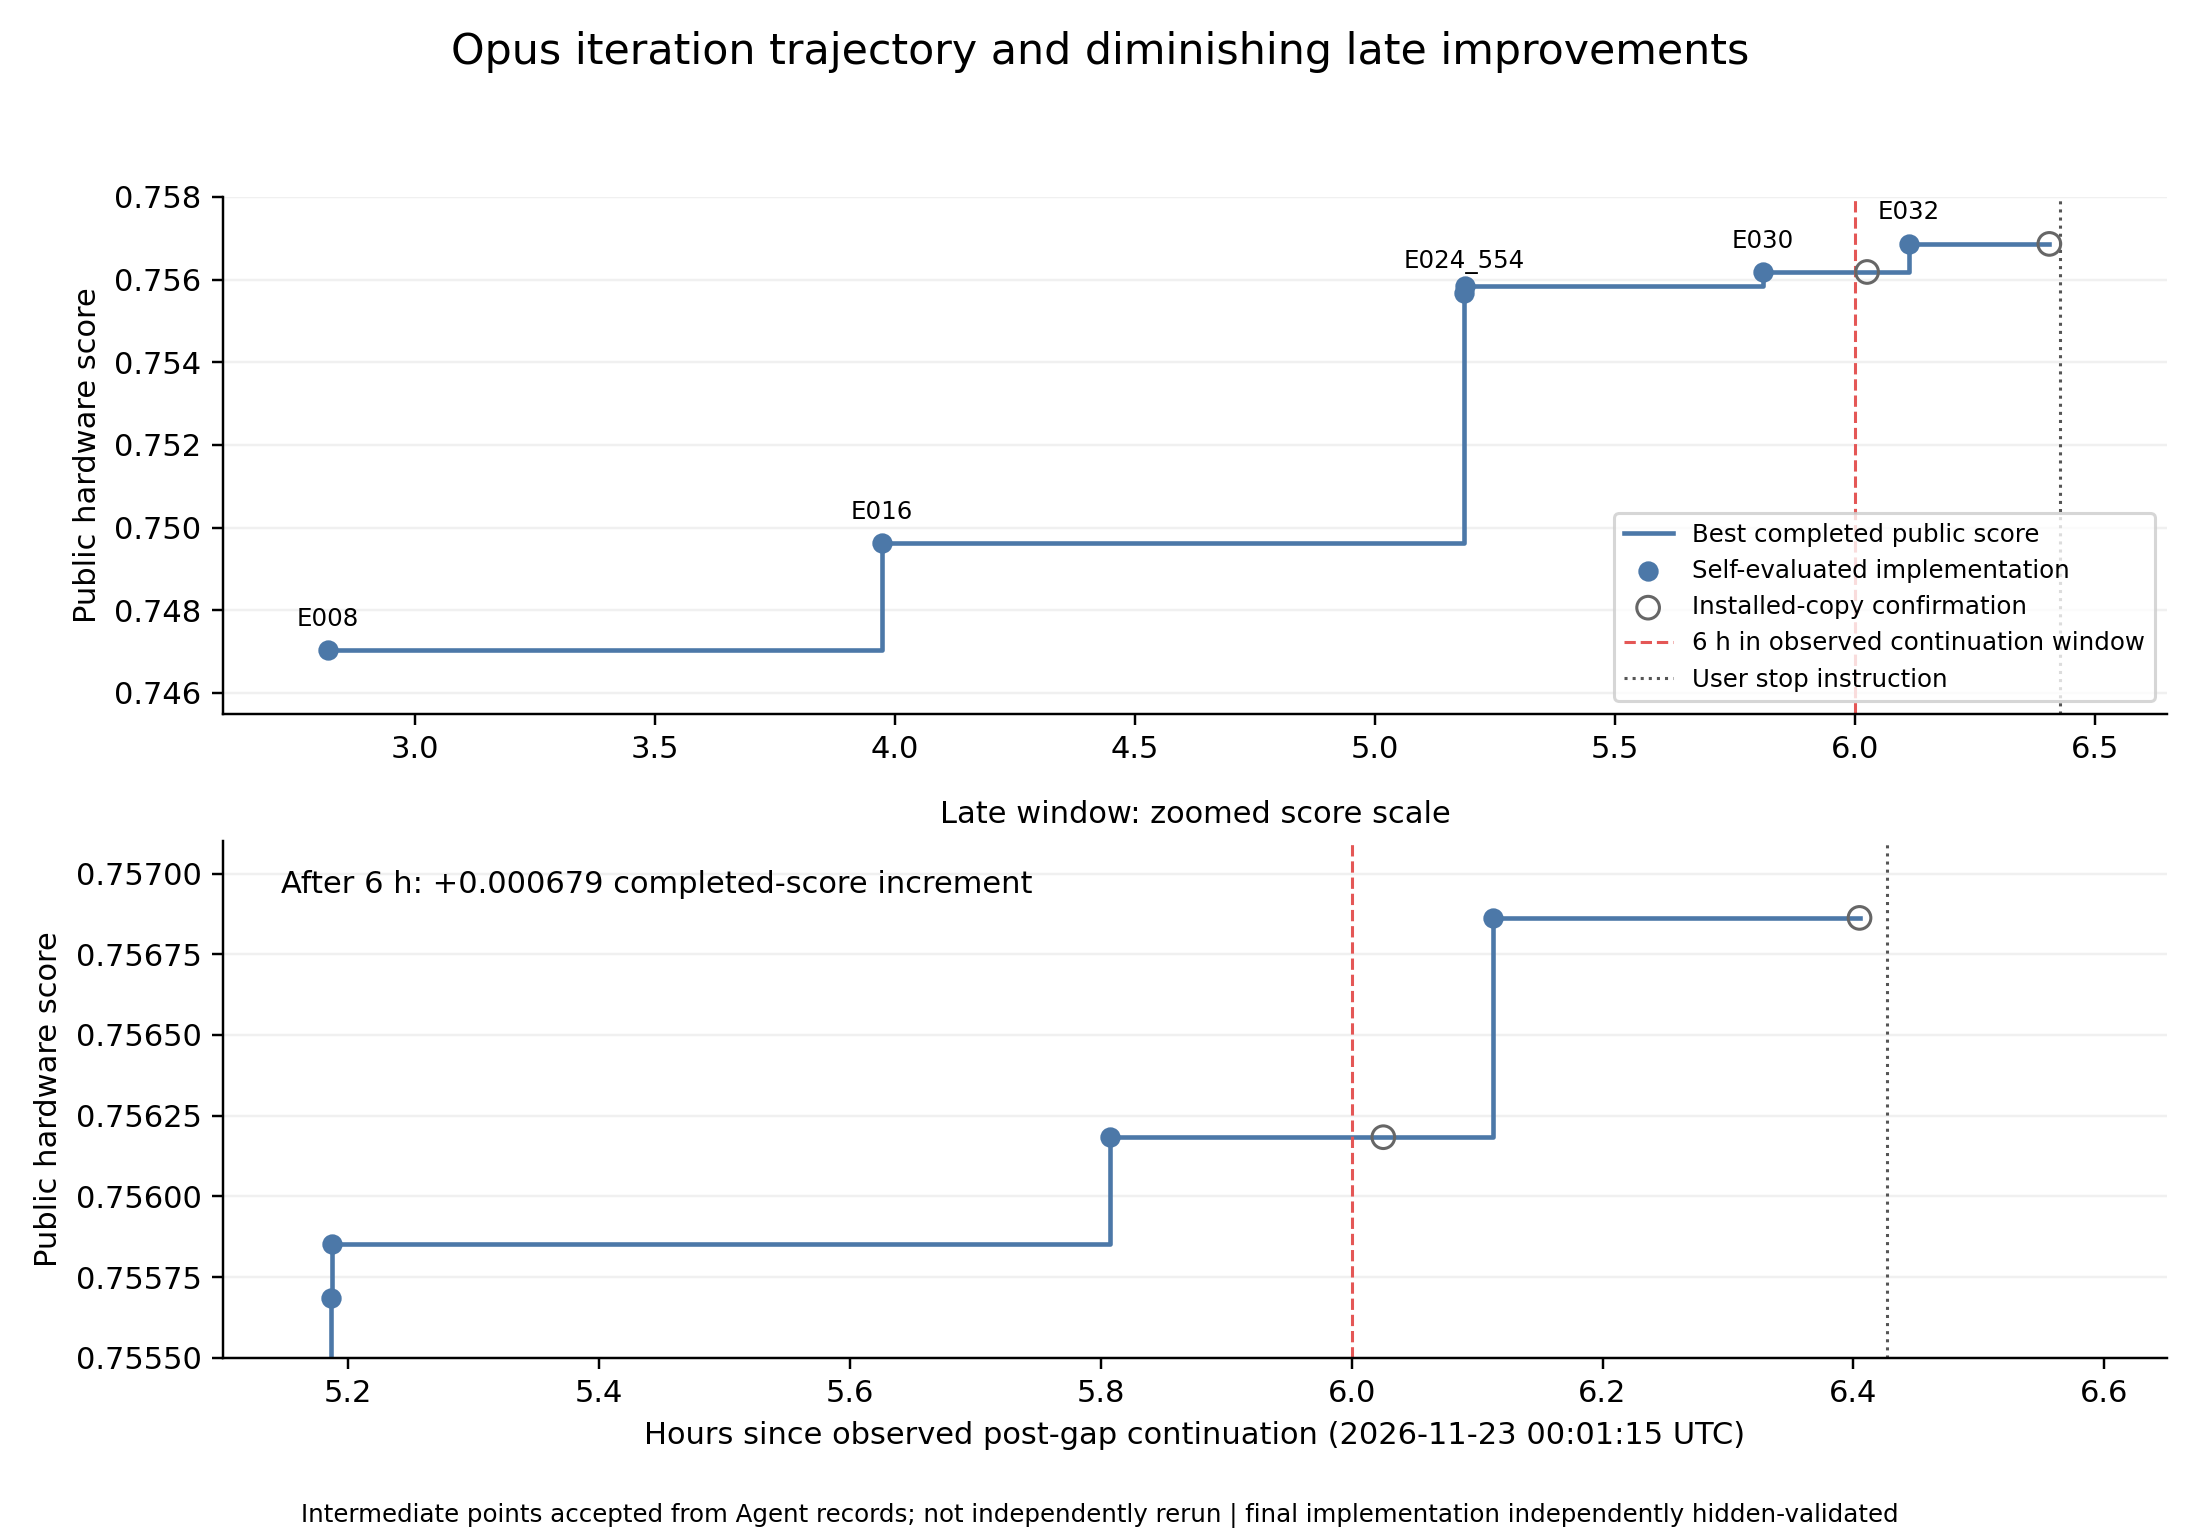 Opus iteration trajectory and diminishing late improvements
Public hardware score
0.758
0.756
0.754
0.752
0.750
0.748
0.746
E008
E016
E024_554
E030
E032
Best completed public score
Self-evaluated implementation
Installed-copy confirmation
6 h in observed continuation window
User stop instruction
3.0 3.5 4.0 4.5 5.0 5.5 6.0 6.5
Late window: zoomed score scale
Public hardware score
0.75700
0.75675
0.75650
0.75625
0.75600
0.75575
0.75550
After 6 h: +0.000679 completed-score increment
5.2 5.4 5.6 5.8 6.0 6.2 6.4 6.6
Hours since observed post-gap continuation (2026-11-23 00:01:15 UTC)
Intermediate points accepted from Agent records; not independently rerun | final implementation independently hidden-validated